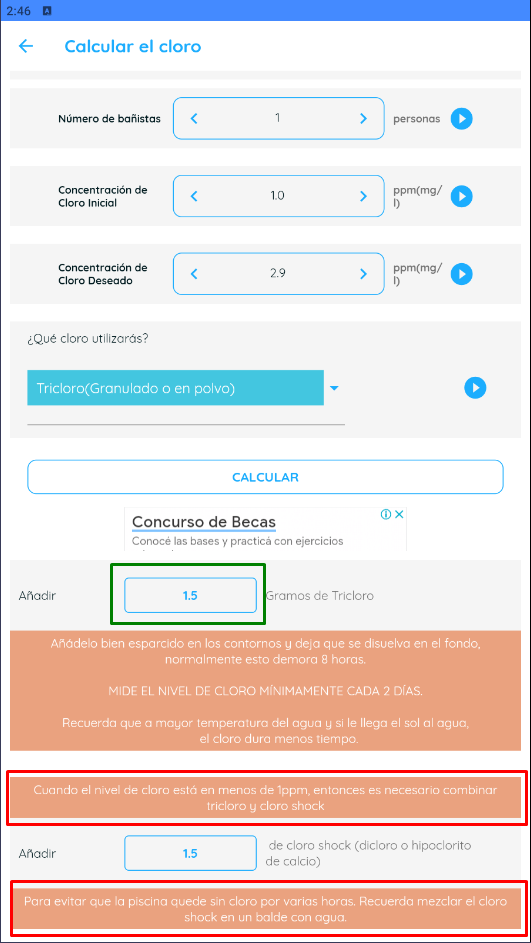 2:46
Calcular el cloro
Número de bañistas
1
personas
Concentración de
Cloro Inicial
1.0
ppm(mg/
l)
Concentración de
Cloro Deseado
2.9
ppm(mg/
l)
¿Qué cloro utilizarás?
Tricloro(Granulado o en polvo)
CALCULAR
Concurso de Becas
Conocé las bases y practicá con ejercicios
Añadir
1.5
Gramos de Tricloro
Añádelo bien esparcido en los contornos y deja que se disuelva en el fondo,
normalmente esto demora 8 horas.
MIDE EL NIVEL DE CLORO MÍNIMAMENTE CADA 2 DÍAS.
Recuerda que a mayor temperatura del agua y si le llega el sol al agua,
el cloro dura menos tiempo.
Cuando el nivel de cloro está en menos de 1ppm, entonces es necesario combinar
tricloro y cloro shock
Añadir
1.5
de cloro shock (dicloro o hipoclorito
de calcio)
Para evitar que la piscina quede sin cloro por varias horas. Recuerda mezclar el cloro
shock en un balde con agua.